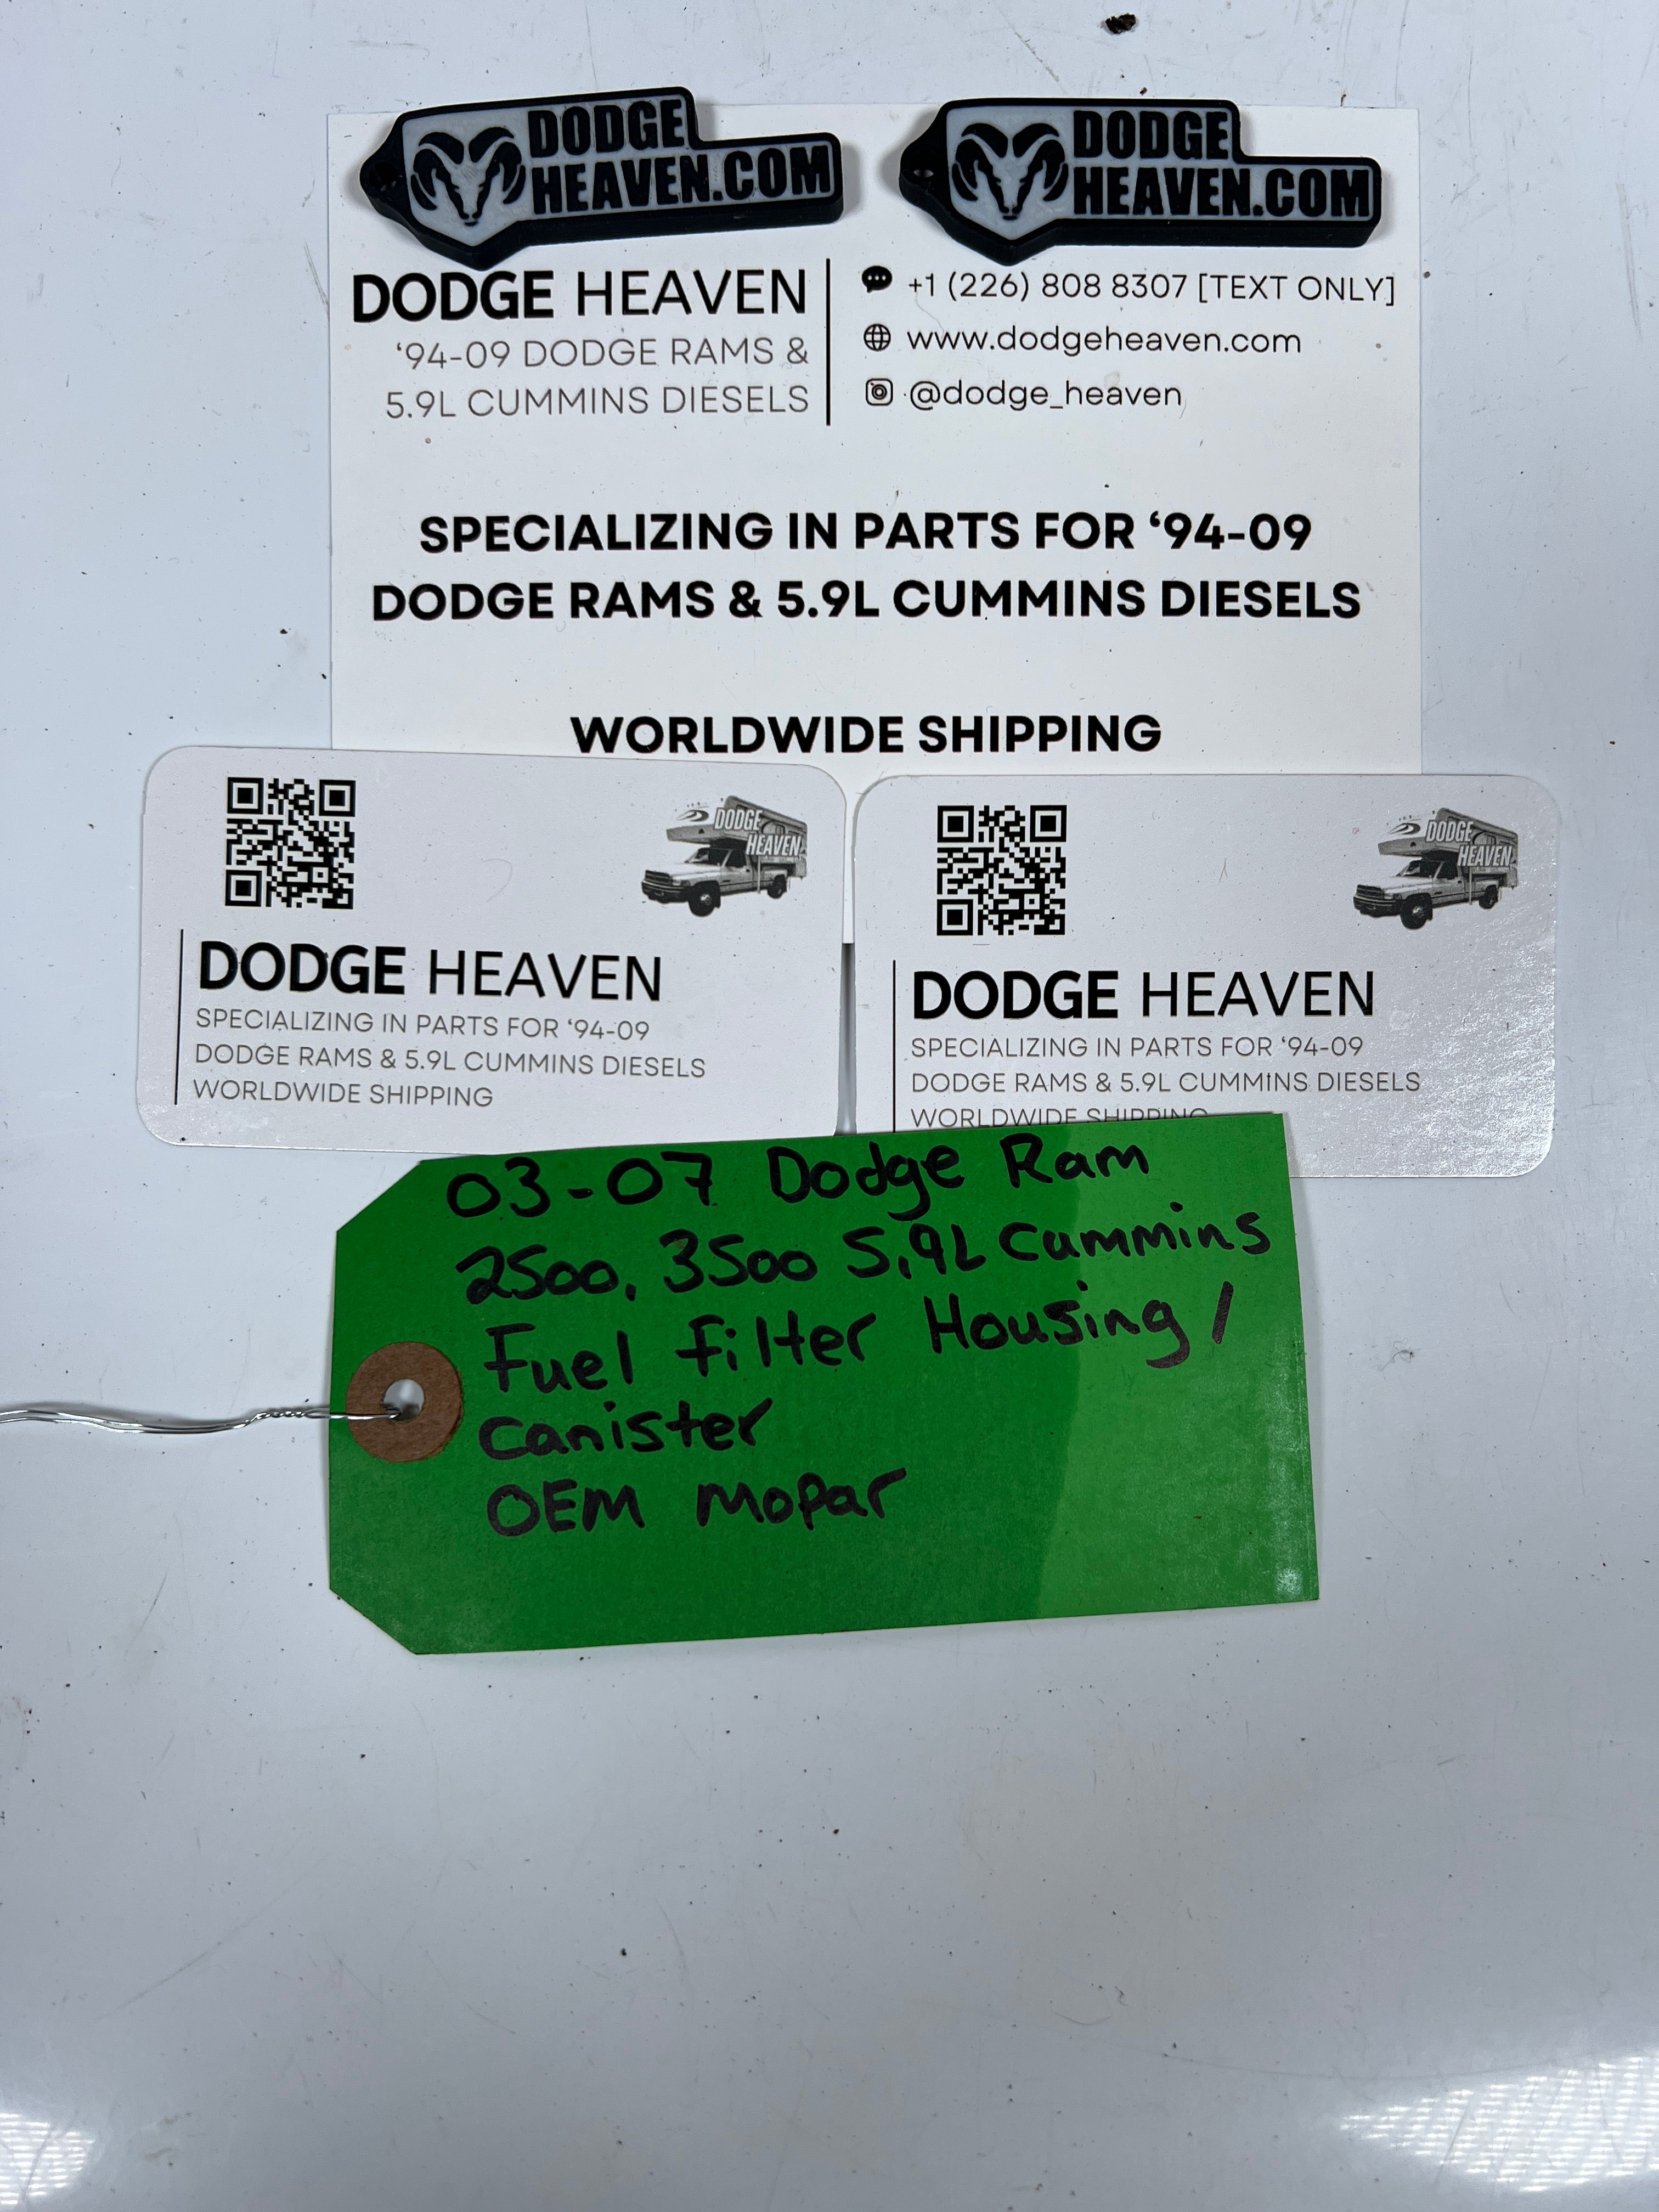 DODGE
HEAVEN.COM
DODGE
HEAVEN.COM
DODGE HEAVEN
‘94-09 DODGE RAMS &
5.9L CUMMINS DIESELS
+1 (226) 808 8307 [TEXT ONLY]
www.dodgeheaven.com
@dodge_heaven
SPECIALIZING IN PARTS FOR ‘94-09
DODGE RAMS & 5.9L CUMMINS DIESELS
WORLDWIDE SHIPPING
DODGE
HEAVEN
DODGE HEAVEN
SPECIALIZING IN PARTS FOR ‘94-09
DODGE RAMS & 5.9L CUMMINS DIESELS
WORLDWIDE SHIPPING
DODGE
HEAVEN
DODGE HEAVEN
SPECIALIZING IN PARTS FOR ‘94-09
DODGE RAMS & 5.9L CUMMINS DIESELS
WORLDWIDE SHIPPING
03-07 Dodge Ram
2500, 3500 5.9L Cummins
Fuel Filter Housing /
Canister
OEM Mopar